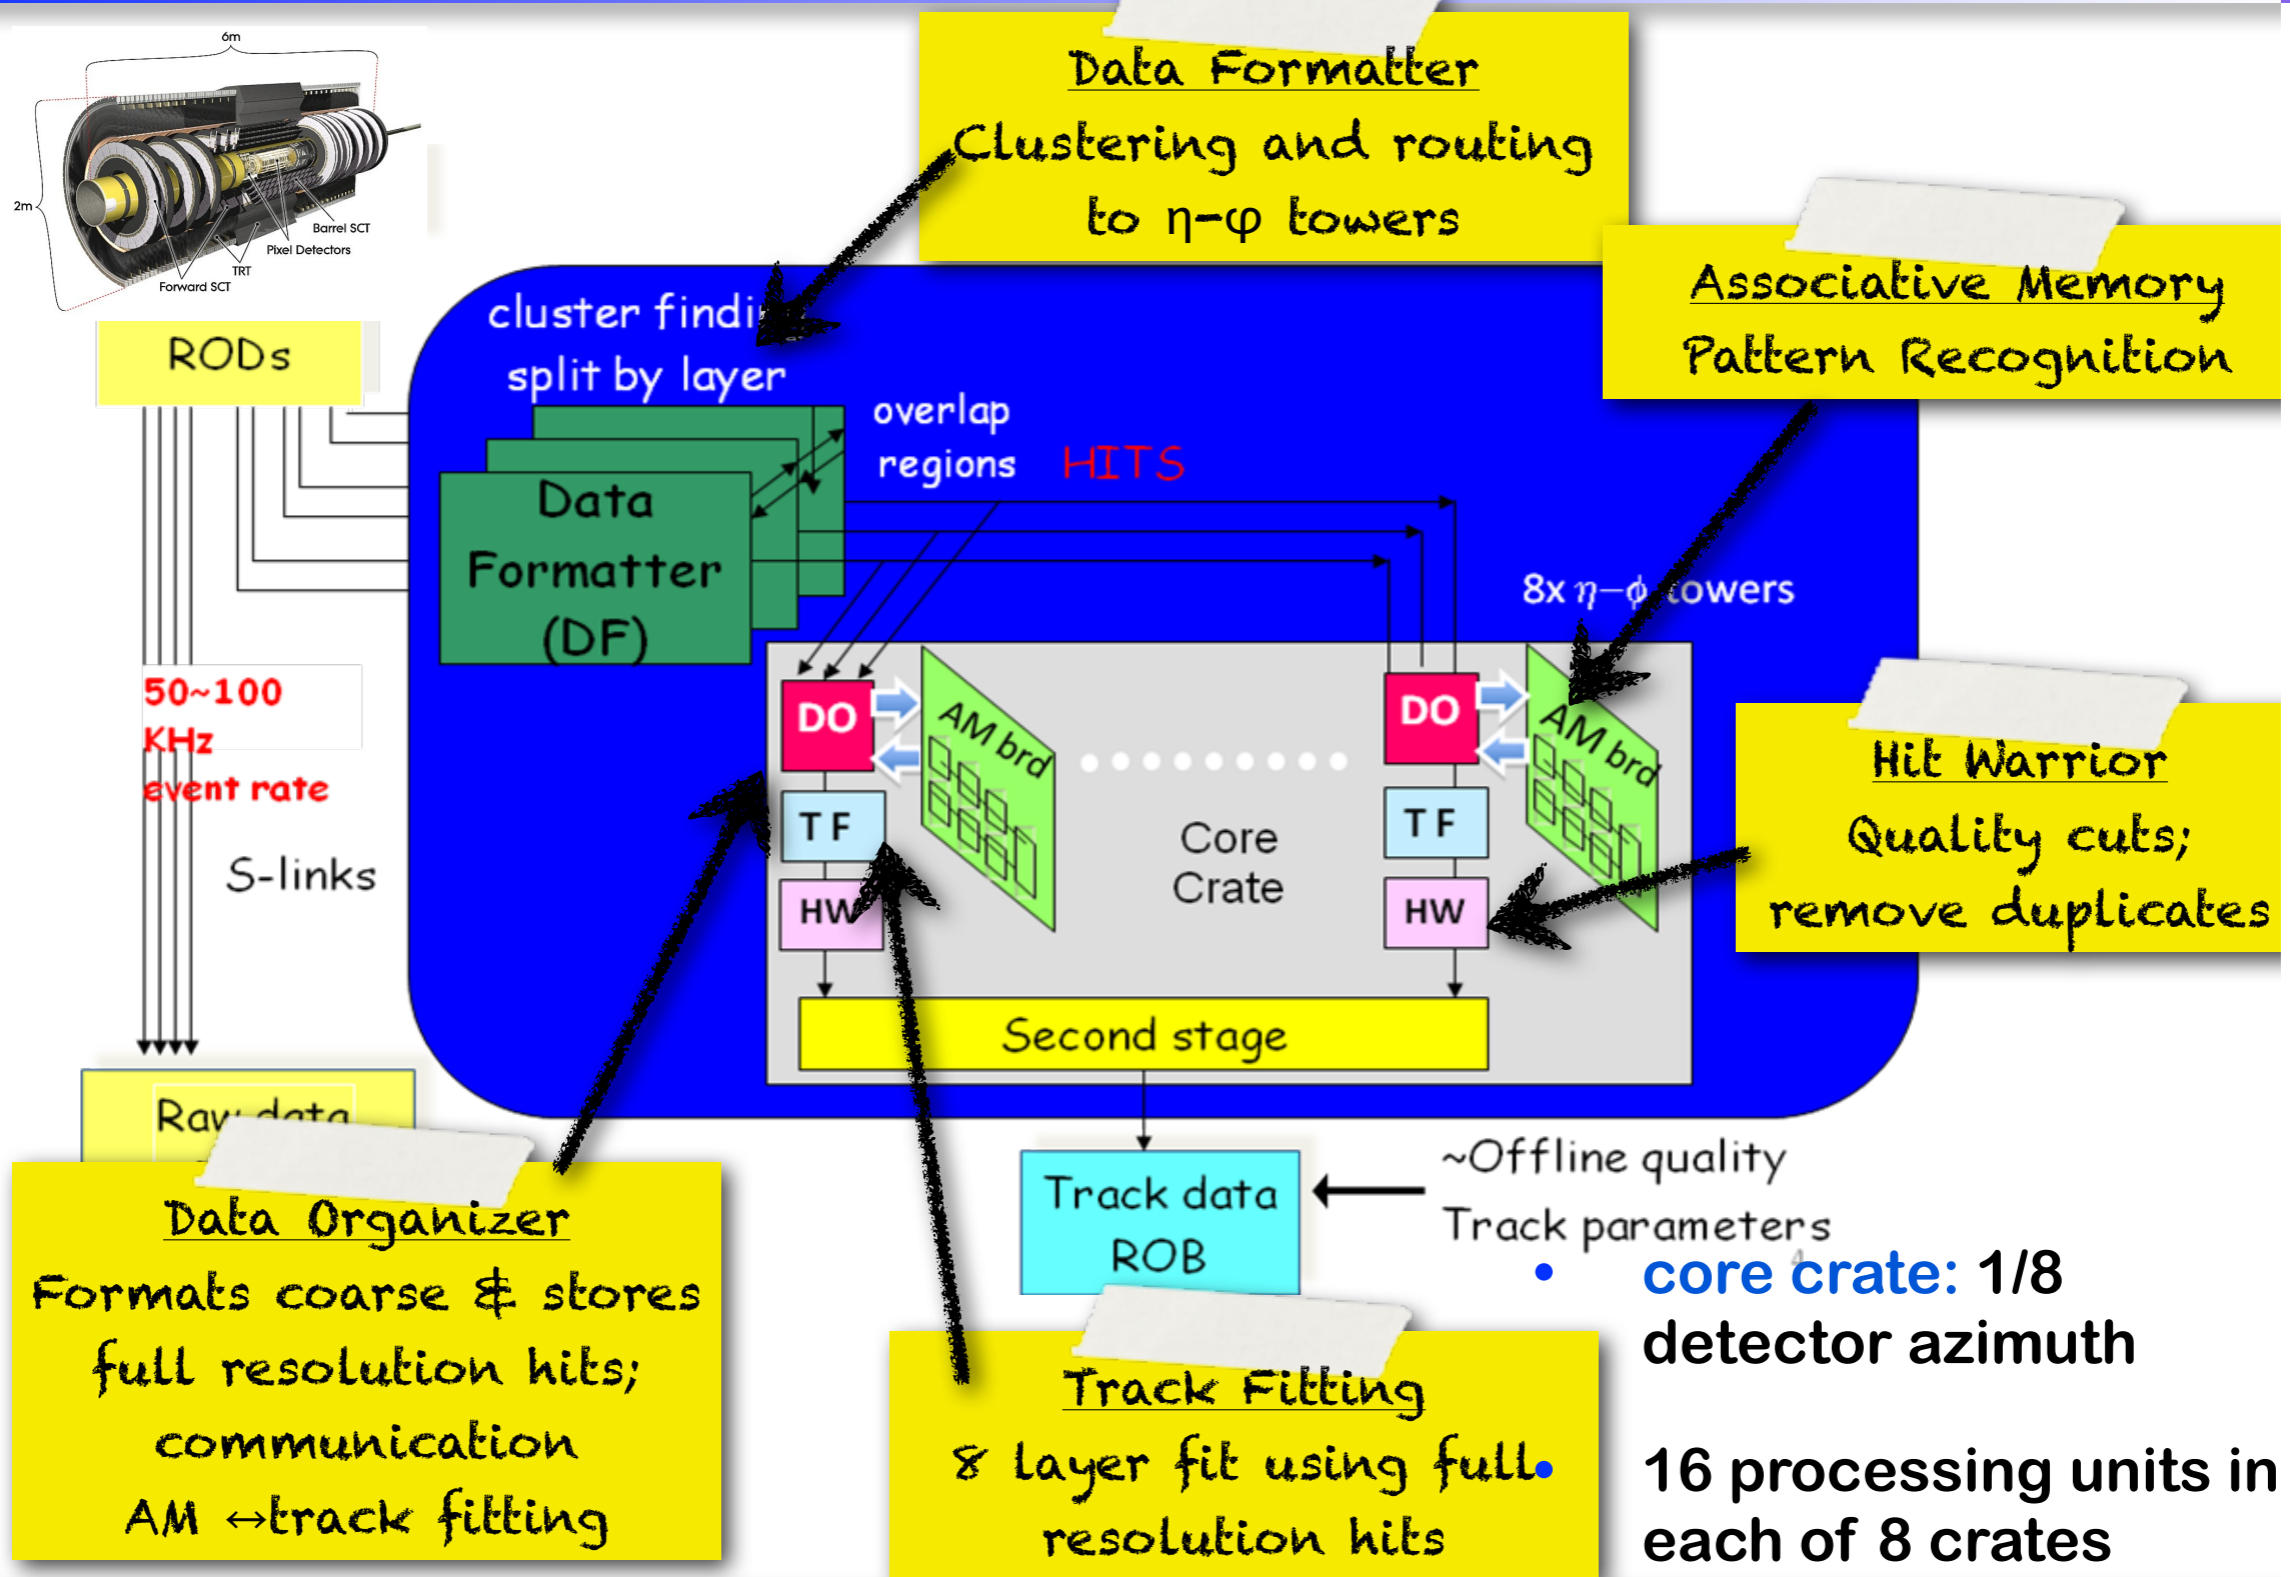 6m
2m
Barrel SCT
Pixel Detectors
TRT
Forward SCT
Data Formatter
Clustering and routing
to η-φ towers
Associative Memory
Pattern Recognition
RODs
cluster
split by layer
overlap
regions
HITS
Data
Formatter
(DF)
8x η-ϕ towers
50~100
KHz
event rate
S-links
DO
AM brd
TF
HW
Core
Crate
DO
AM brd
TF
HW
Hit Warrior
Quality cuts;
remove duplicates
Second stage
Raw data
Track data
ROB
~Offline quality
Track parameters
Data Organizer
Formats coarse & stores
full resolution hits;
communication
AM ↔track fitting
Track Fitting
8 layer fit using full
resolution hits
• core crate: 1/8
detector azimuth
• 16 processing units in
each of 8 crates